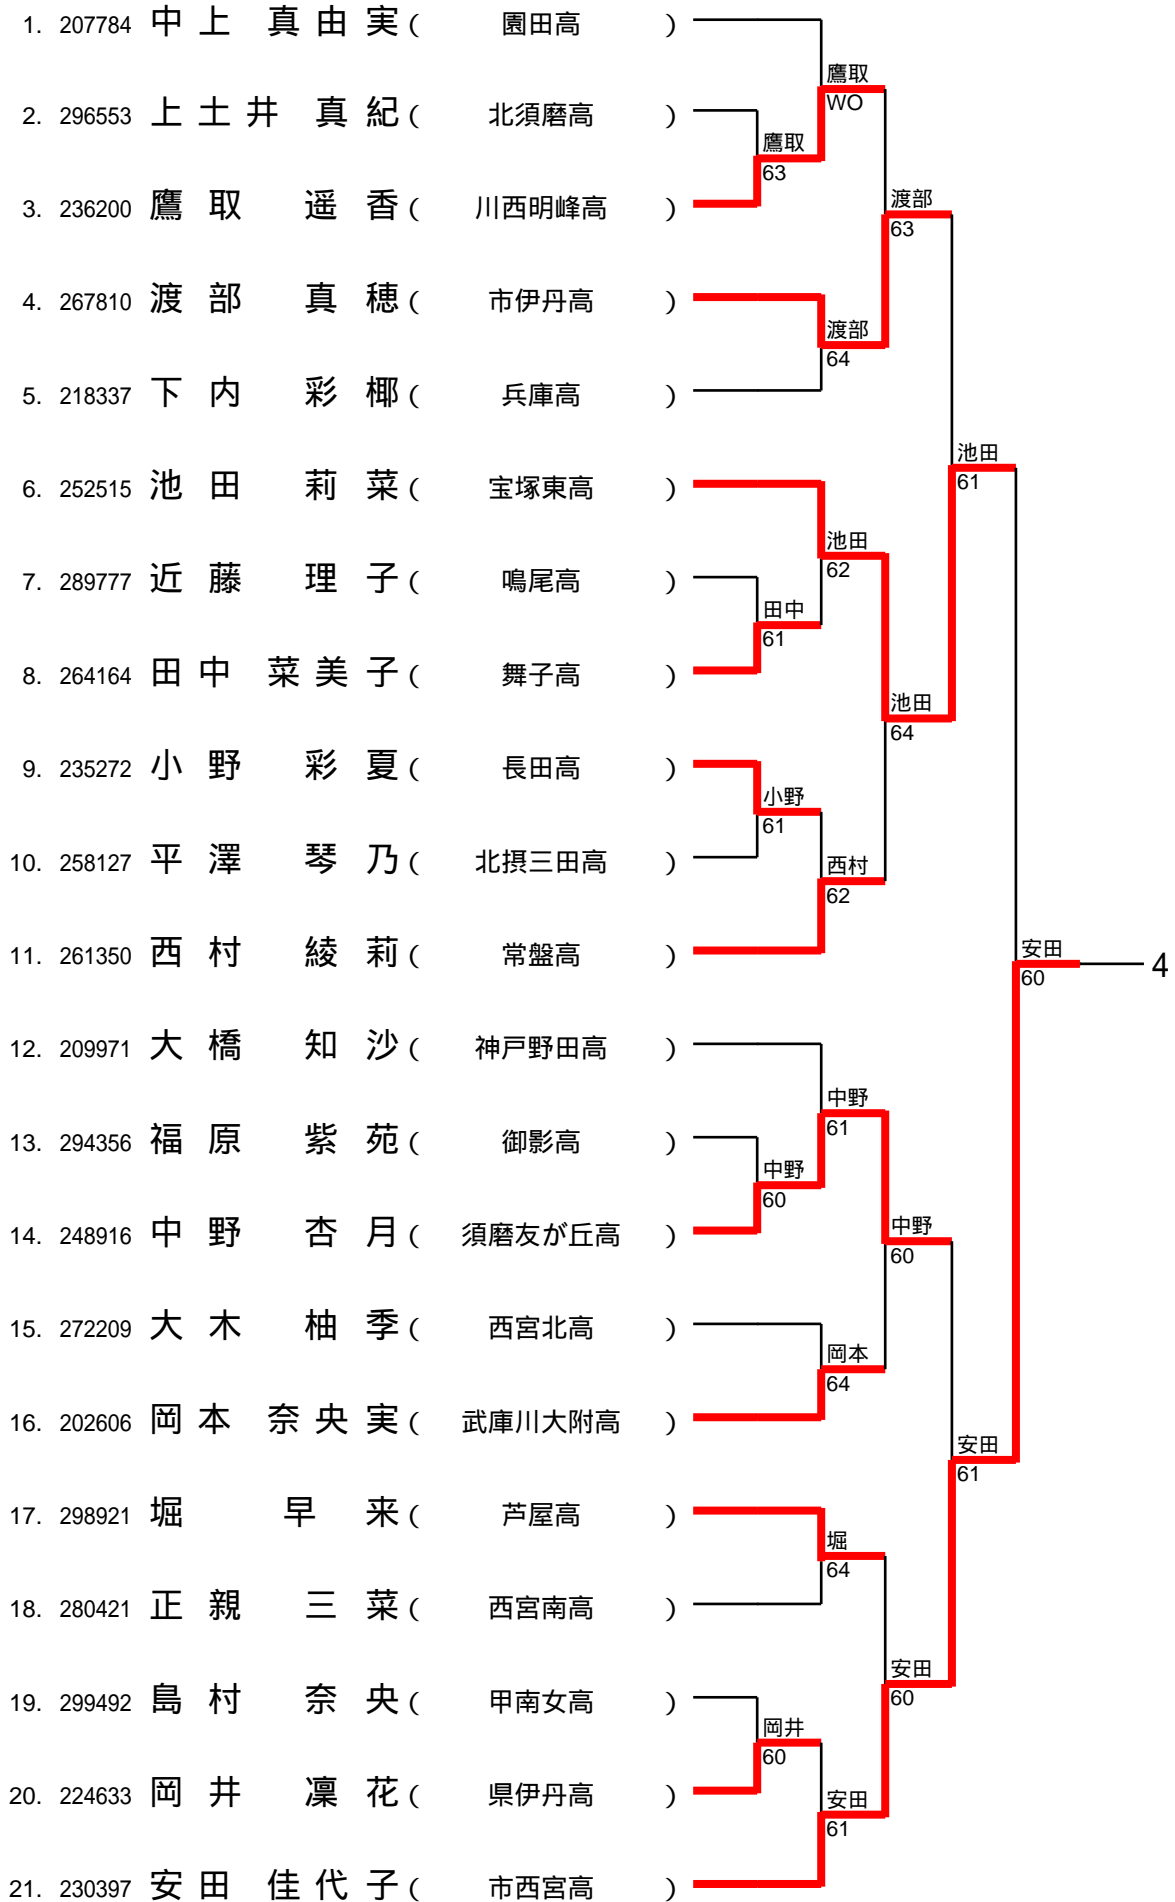 1. 207784 中上 真由実 ( 園田高 )
鷹取
WO
2. 296553 上土井 真紀 ( 北須磨高 )
鷹取
63
3. 236200 鷹取 遥香 ( 川西明峰高 )
渡部
63
4. 267810 渡部 真穂 ( 市伊丹高 )
渡部
64
5. 218337 下内 彩椰 ( 兵庫高 )
池田
61
6. 252515 池田 莉菜 ( 宝塚東高 )
池田
62
7. 289777 近藤 理子 ( 鳴尾高 )
田中
61
8. 264164 田中 菜美子 ( 舞子高 )
池田
64
9. 235272 小野 彩夏 ( 長田高 )
小野
61
10. 258127 平澤 琴乃 ( 北摂三田高 )
西村
62
11. 261350 西村 綾莉 ( 常盤高 )
安田
60
4
12. 209971 大橋 知沙 ( 神戸野田高 )
中野
61
13. 294356 福原 紫苑 ( 御影高 )
中野
60
14. 248916 中野 杏月 ( 須磨友が丘高 )
中野
60
15. 272209 大木 柚季 ( 西宮北高 )
岡本
64
16. 202606 岡本 奈央実 ( 武庫川大附高 )
安田
61
17. 298921 堀 早来 ( 芦屋高 )
堀
64
18. 280421 正親 三菜 ( 西宮南高 )
安田
60
19. 299492 島村 奈央 ( 甲南女高 )
岡井
60
20. 224633 岡井 凜花 ( 県伊丹高 )
安田
61
21. 230397 安田 佳代子 ( 市西宮高 )